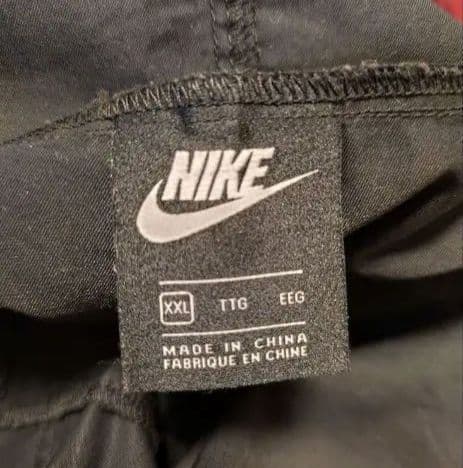 NIKE
XXL TTG EEG
MADE IN CHINA
FABRIQUE EN CHINE